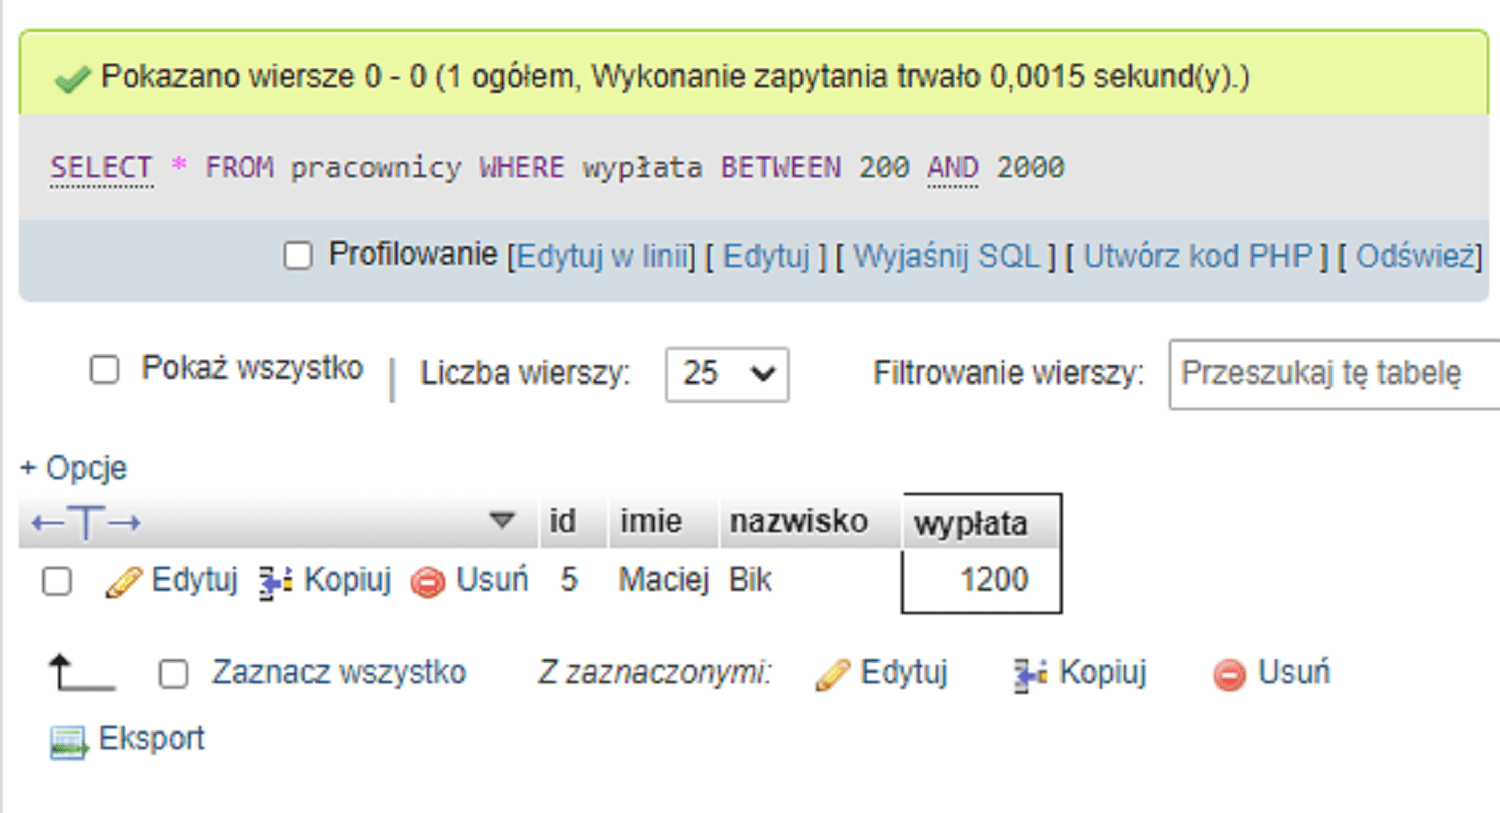 Pokazano wiersze 0 - 0 (1 ogółem, Wykonanie zapytania trwało 0,0015 sekund(y).)
SELECT * FROM pracownicy WHERE wypłata BETWEEN 200 AND 2000
Profilowanie [Edytuj w linii] [ Edytuj ] [ Wyjaśnij SQL ] [ Utwórz kod PHP ] [ Odśwież]
Pokaż wszystko | Liczba wierszy: 25 Filtrowanie wierszy: Przeszukaj tę tabelę
+ Opcje
←T→ id imie nazwisko wypłata
Edytuj Kopiuj Usuń 5 Maciej Bik 1200
Zaznacz wszystko Z zaznaczonymi: Edytuj Kopiuj Usuń
Eksport